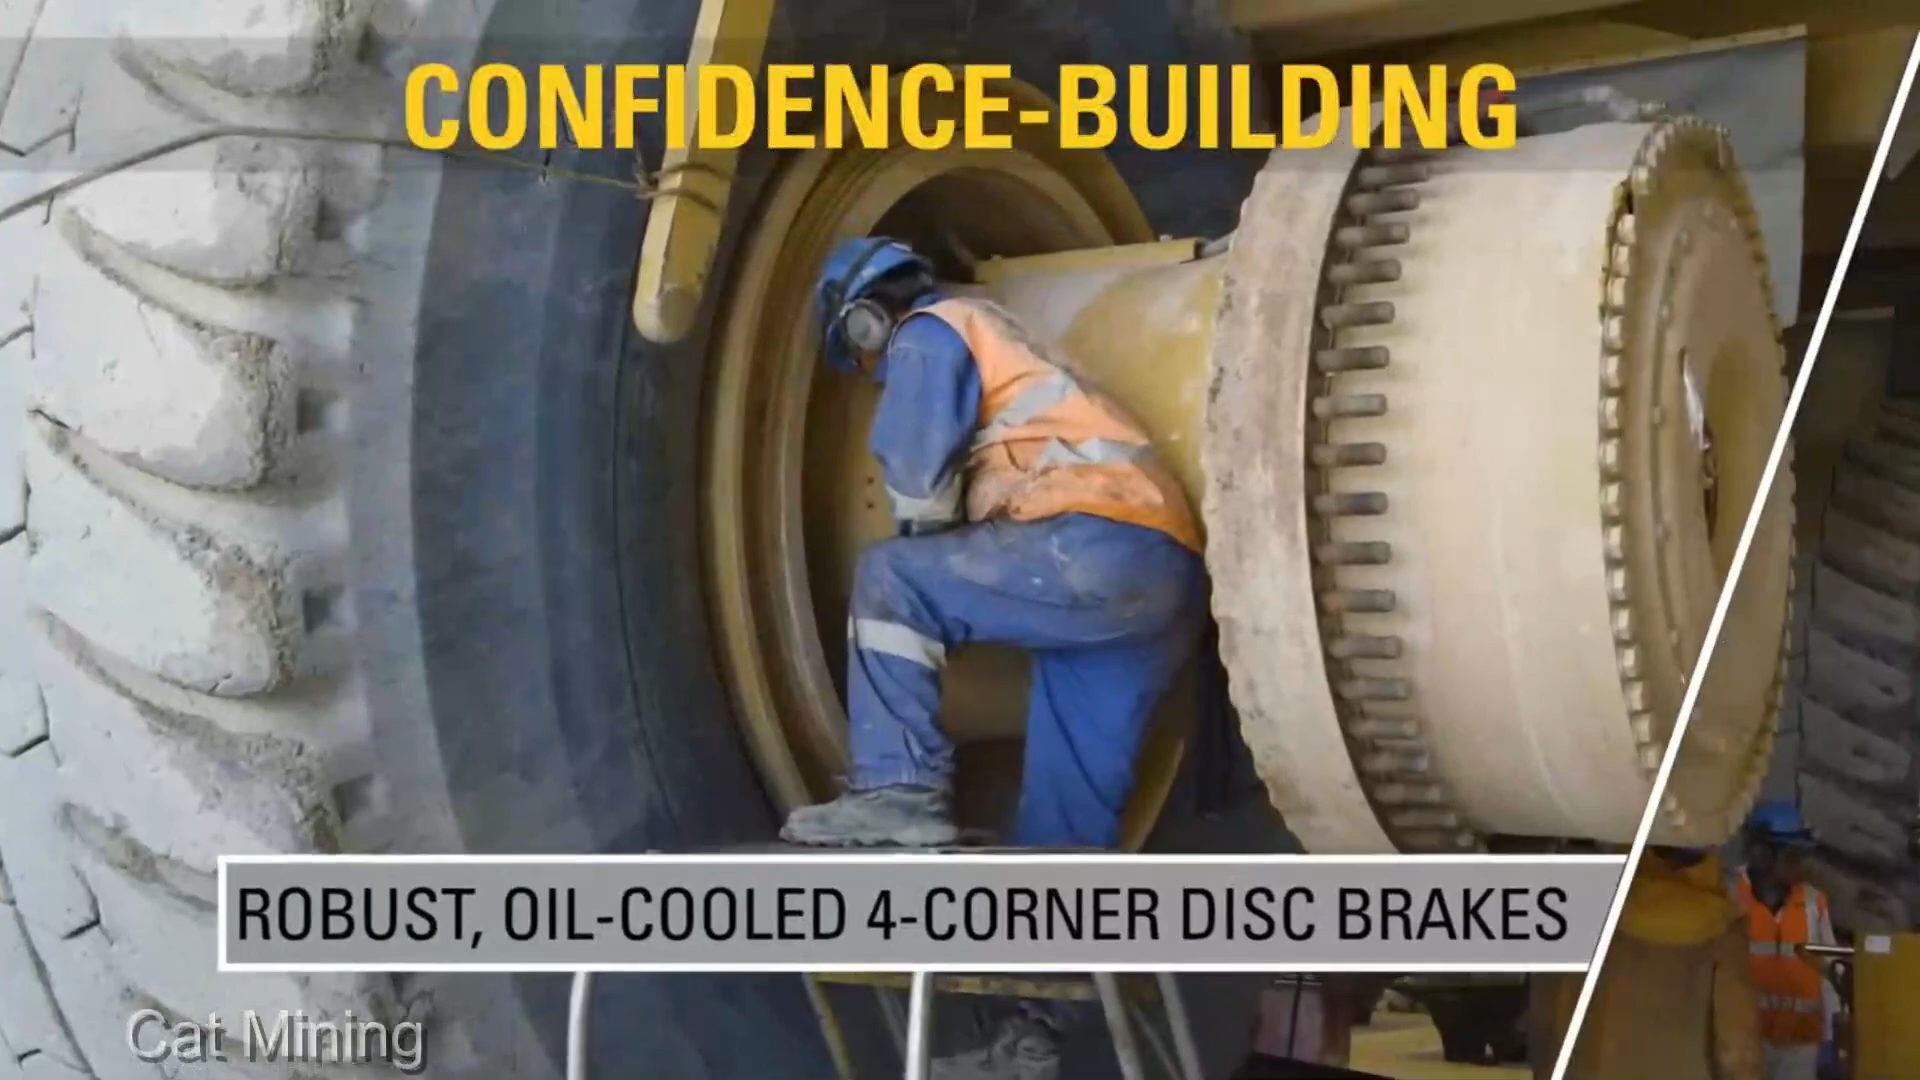 CONFIDENCE-BUILDING
ROBUST, OIL-COOLED 4-CORNER DISC BRAKES
Cat Mining